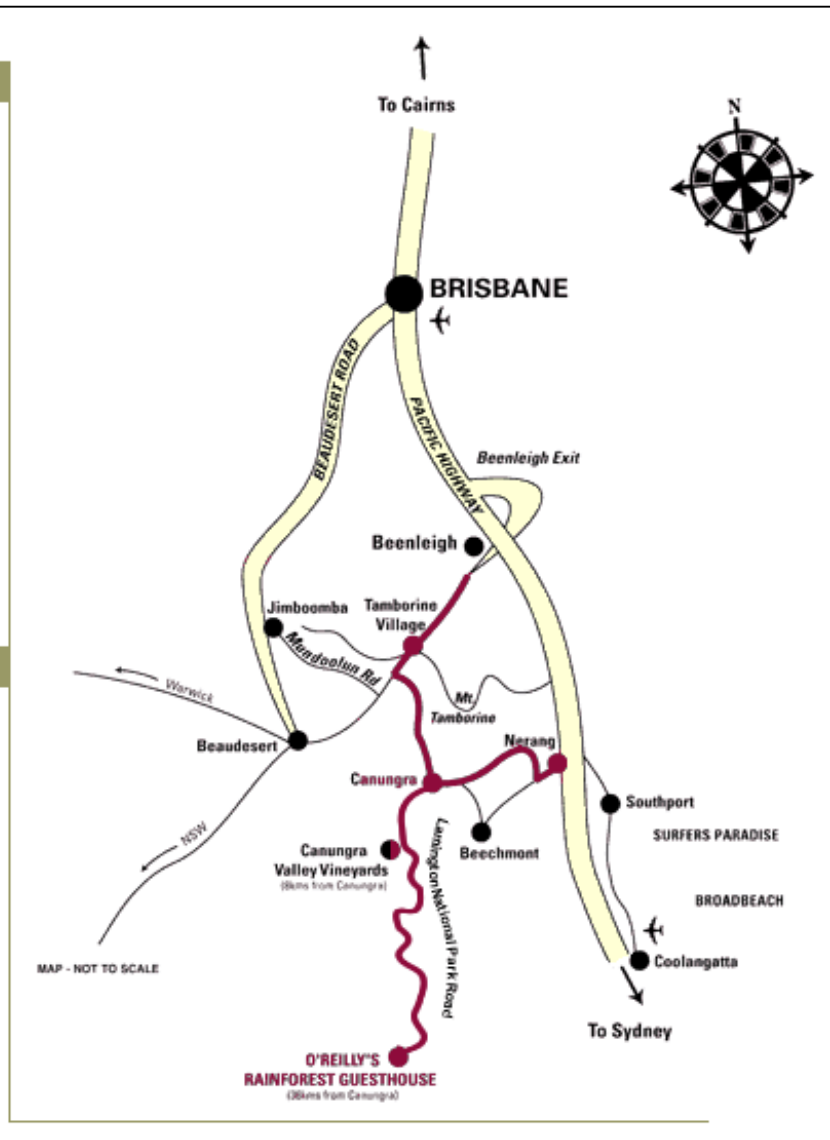 To Cairns
N
BRISBANE
BEAUDESERT ROAD
PACIFIC HIGHWAY
Beenleigh Exit
Beenleigh
Jimboomba
Tamborine
Village
Mundoolun Rd
Warwick
Mt.
Tamborine
Beaudesert
Nerang
Canungra
Southport
NSW
SURFERS PARADISE
Canungra
Valley Vineyards
(8kms from Canungra)
Beechmont
Lamington National Park Road
BROADBEACH
MAP - NOT TO SCALE
Coolangatta
To Sydney
O'REILLY'S
RAINFOREST GUESTHOUSE
(36kms from Canungra)